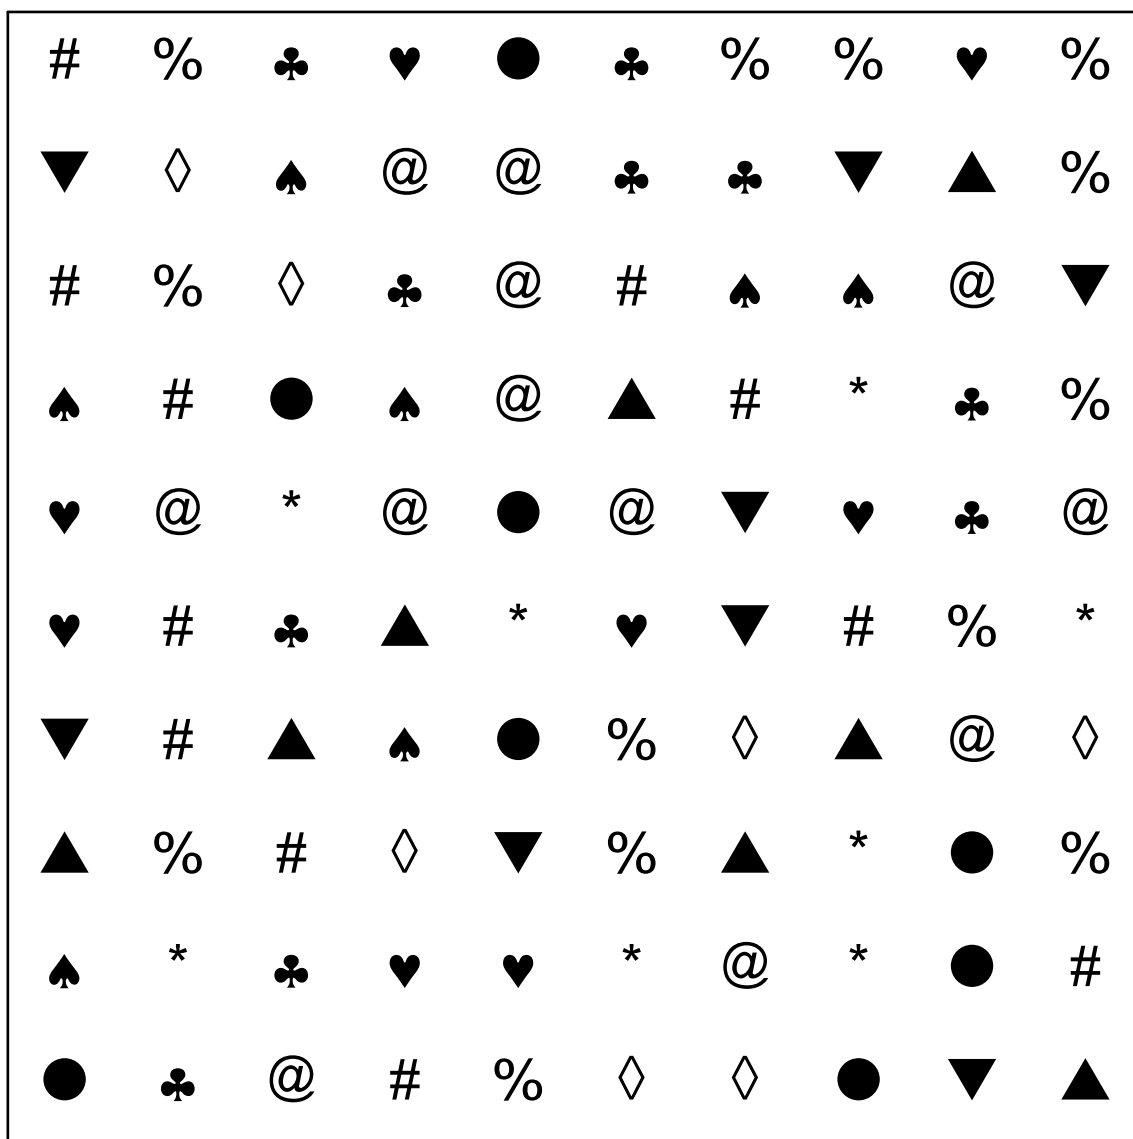 # % ♣ ♥ ● ♣ % % ♥ %
▼ ◊ ♠ @ @ ♣ ♣ ▼ ▲ %
# % ◊ ♣ @ # ♠ ♠ @ ▼
♠ # ● ♠ @ ▲ # * ♣ %
♥ @ * @ ● @ ▼ ♥ ♣ @
♥ # ♣ ▲ * ♥ ▼ # % *
▼ # ▲ ♠ ● % ◊ ▲ @ ◊
▲ % # ◊ ▼ % ▲ * ● %
♠ * ♣ ♥ ♥ * @ * ● #
● ♣ @ # % ◊ ◊ ● ▼ ▲